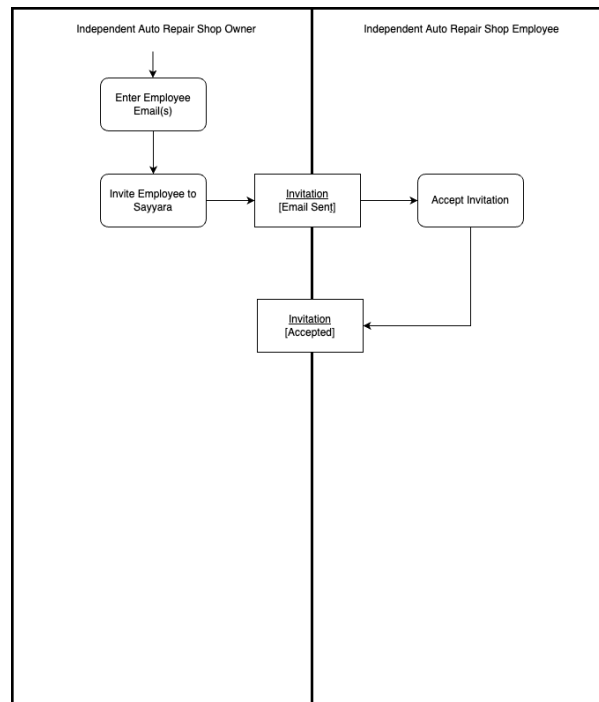 Independent Auto Repair Shop Owner
Independent Auto Repair Shop Employee
Enter Employee
Email(s)
Invite Employee to
Sayyara
Invitation
[Email Sent]
Accept Invitation
Invitation
[Accepted]